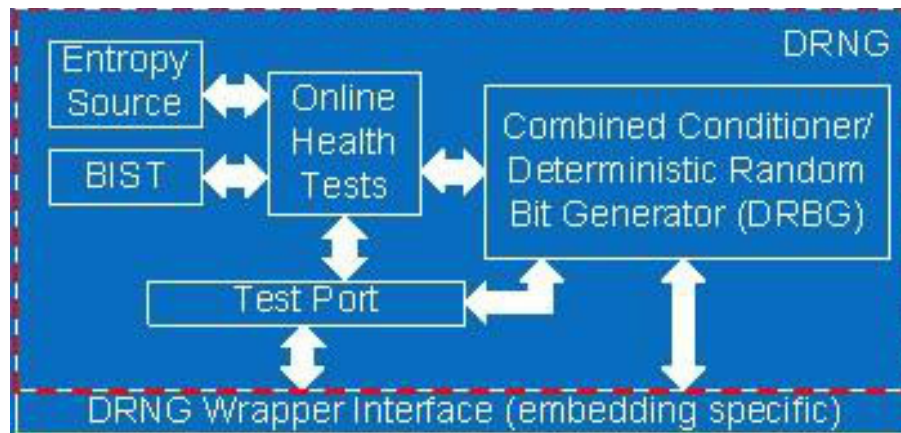 DRNG
Entropy
Source
Online
Health
Tests
BIST
Combined Conditioner/
Deterministic Random
Bit Generator (DRBG)
Test Port
DRNG Wrapper Interface (embedding specific)